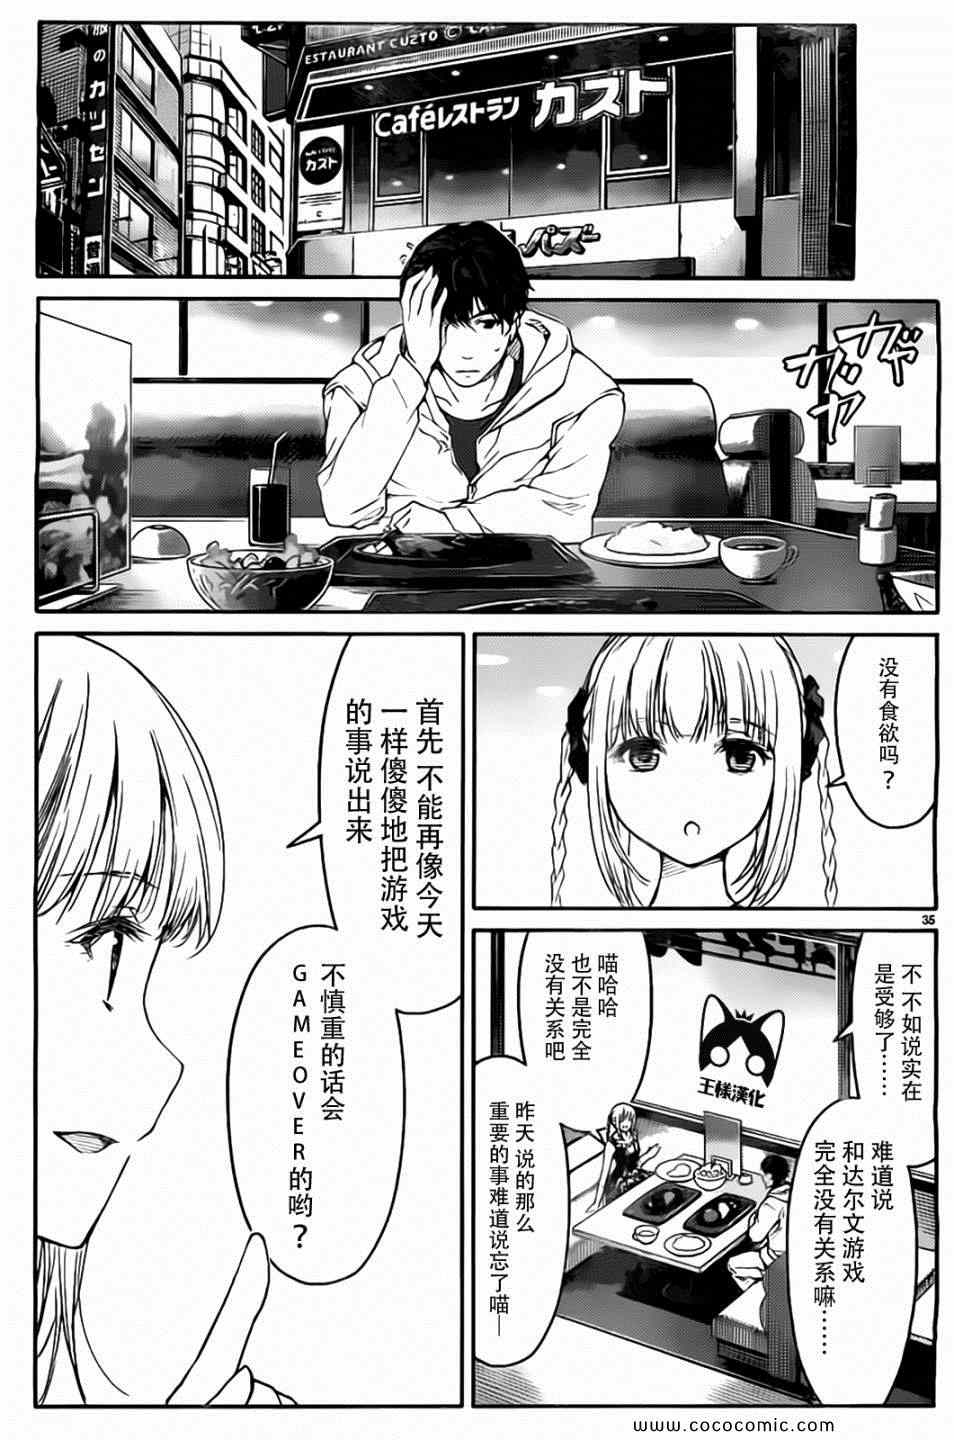 服のカンセン
ESTAURANT CUZTO ©
Caféレストラン カスト
カスト
パズー
ガヤ
ガヤ
没有食欲吗?
首先 不能再像今天
一样傻傻地把游戏
的事说出来
不慎重的话会
GAMEOVER的哟?
35
不 不如说实在
是受够了……
难道说
和达尔文游戏
完全没有关系嘛……
喵哈哈
也不是完全
没有关系吧
昨天 说的那么
重要的事难道说忘了喵—
王様漢化
www.cococomic.com